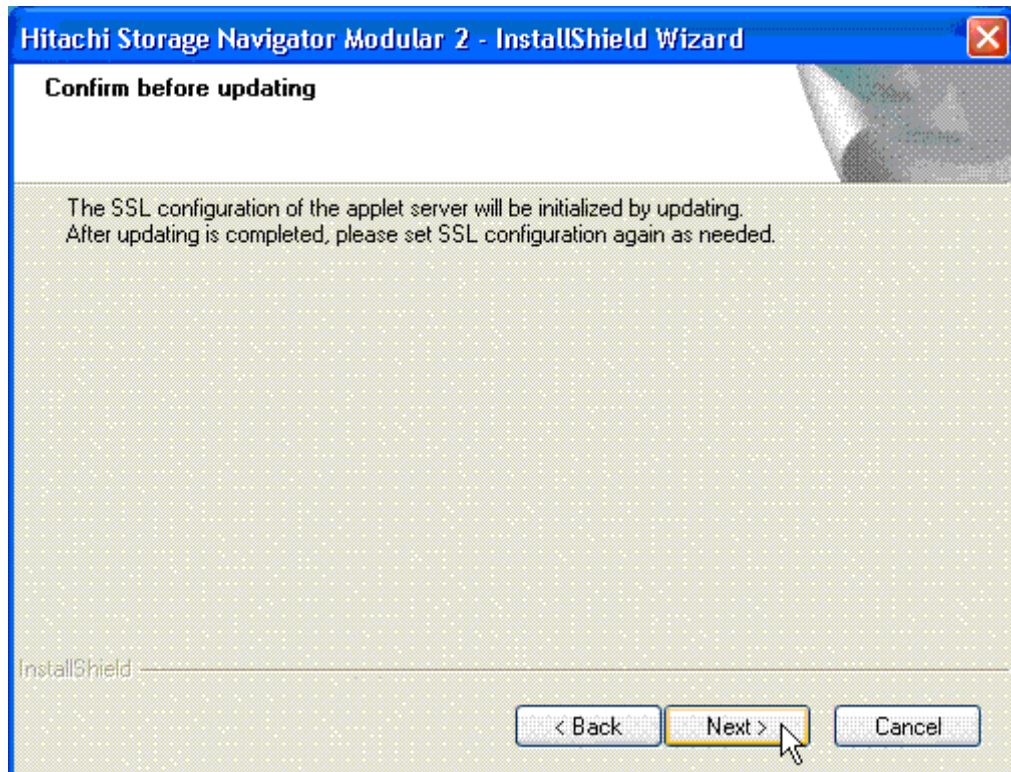 Hitachi Storage Navigator Modular 2 - InstallShield Wizard
Confirm before updating
The SSL configuration of the applet server will be initialized by updating.
After updating is completed, please set SSL configuration again as needed.
InstallShield
< Back
Next >
Cancel